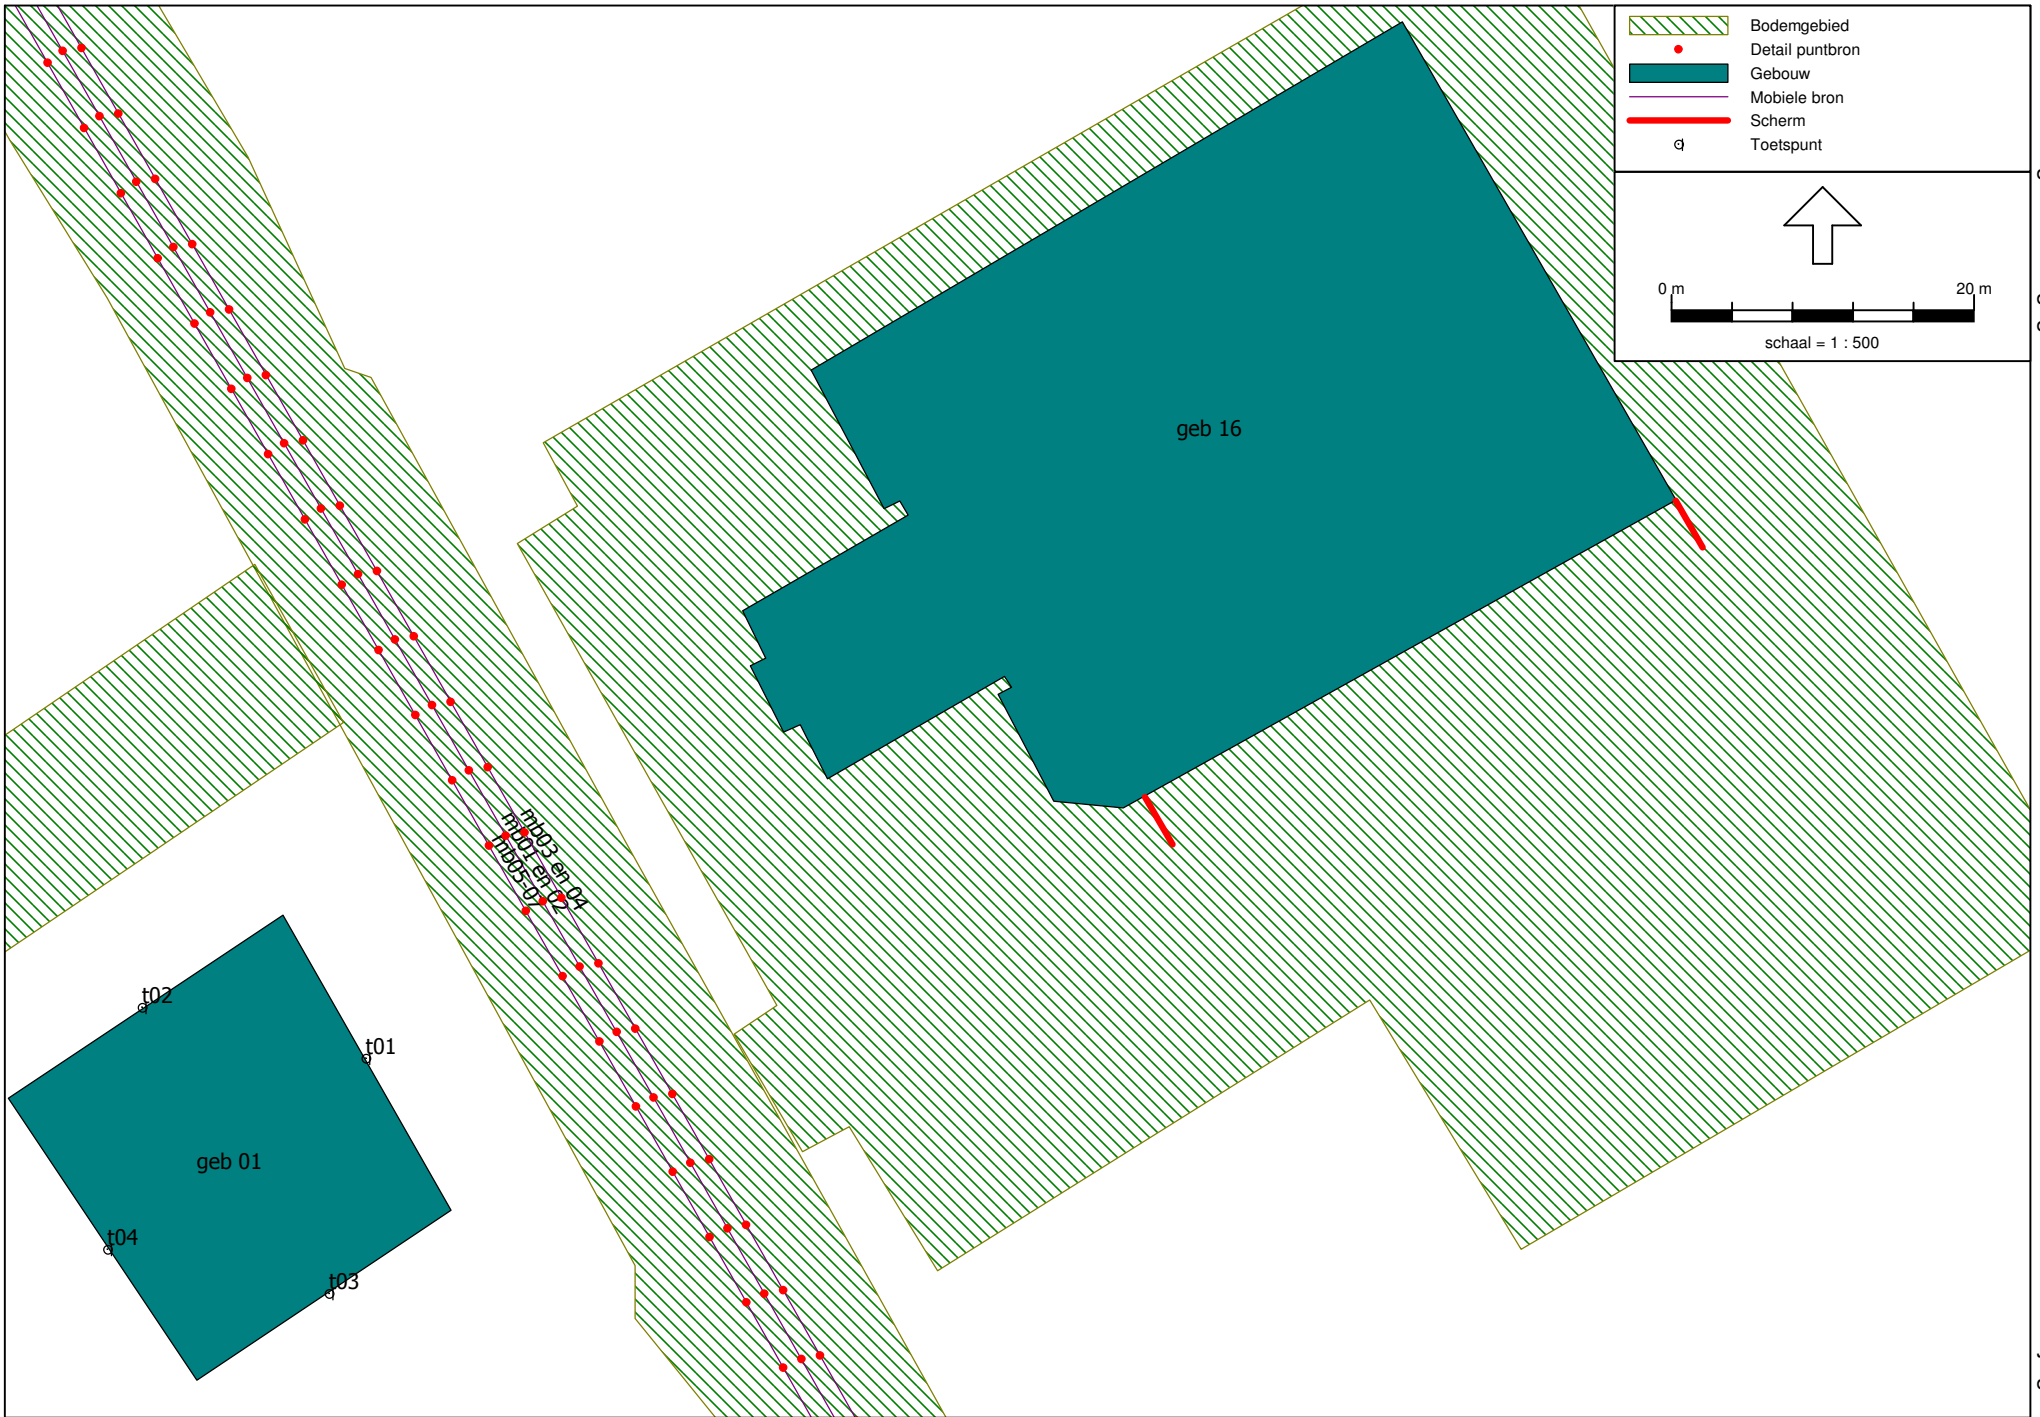 Bodemgebied
Detail puntbron
Gebouw
Mobiele bron
Scherm
Toetspunt
0 m 20 m
schaal = 1 : 500
geb 16
mb03 en 04
mb01 en 02
mb05-07
t02
t01
geb 01
t04
t03